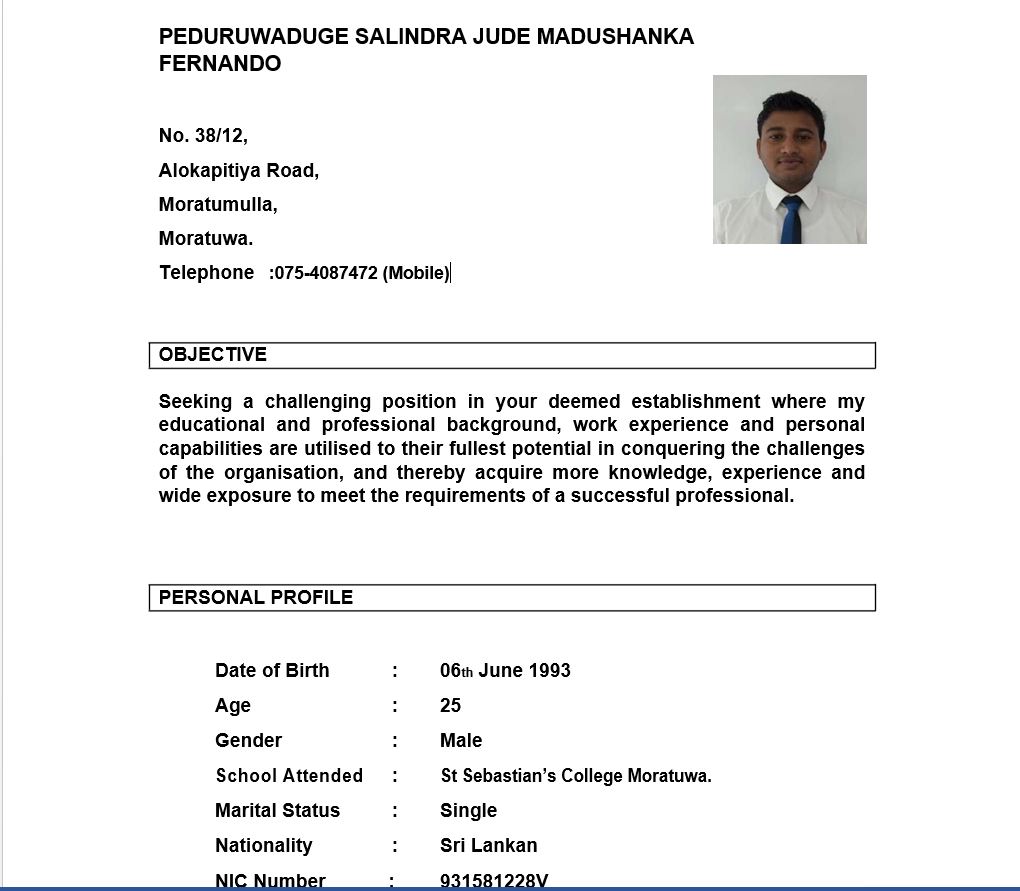 PEDURUWADUGE SALINDRA JUDE MADUSHANKA
FERNANDO
No. 38/12,
Alokapitiya Road,
Moratumulla,
Moratuwa.
Telephone :075-4087472 (Mobile)
OBJECTIVE
Seeking a challenging position in your deemed establishment where my
educational and professional background, work experience and personal
capabilities are utilised to their fullest potential in conquering the challenges
of the organisation, and thereby acquire more knowledge, experience and
wide exposure to meet the requirements of a successful professional.
PERSONAL PROFILE
Date of Birth : 06th June 1993
Age : 25
Gender : Male
School Attended : St Sebastian’s College Moratuwa.
Marital Status : Single
Nationality : Sri Lankan
NIC Number : 931581228V